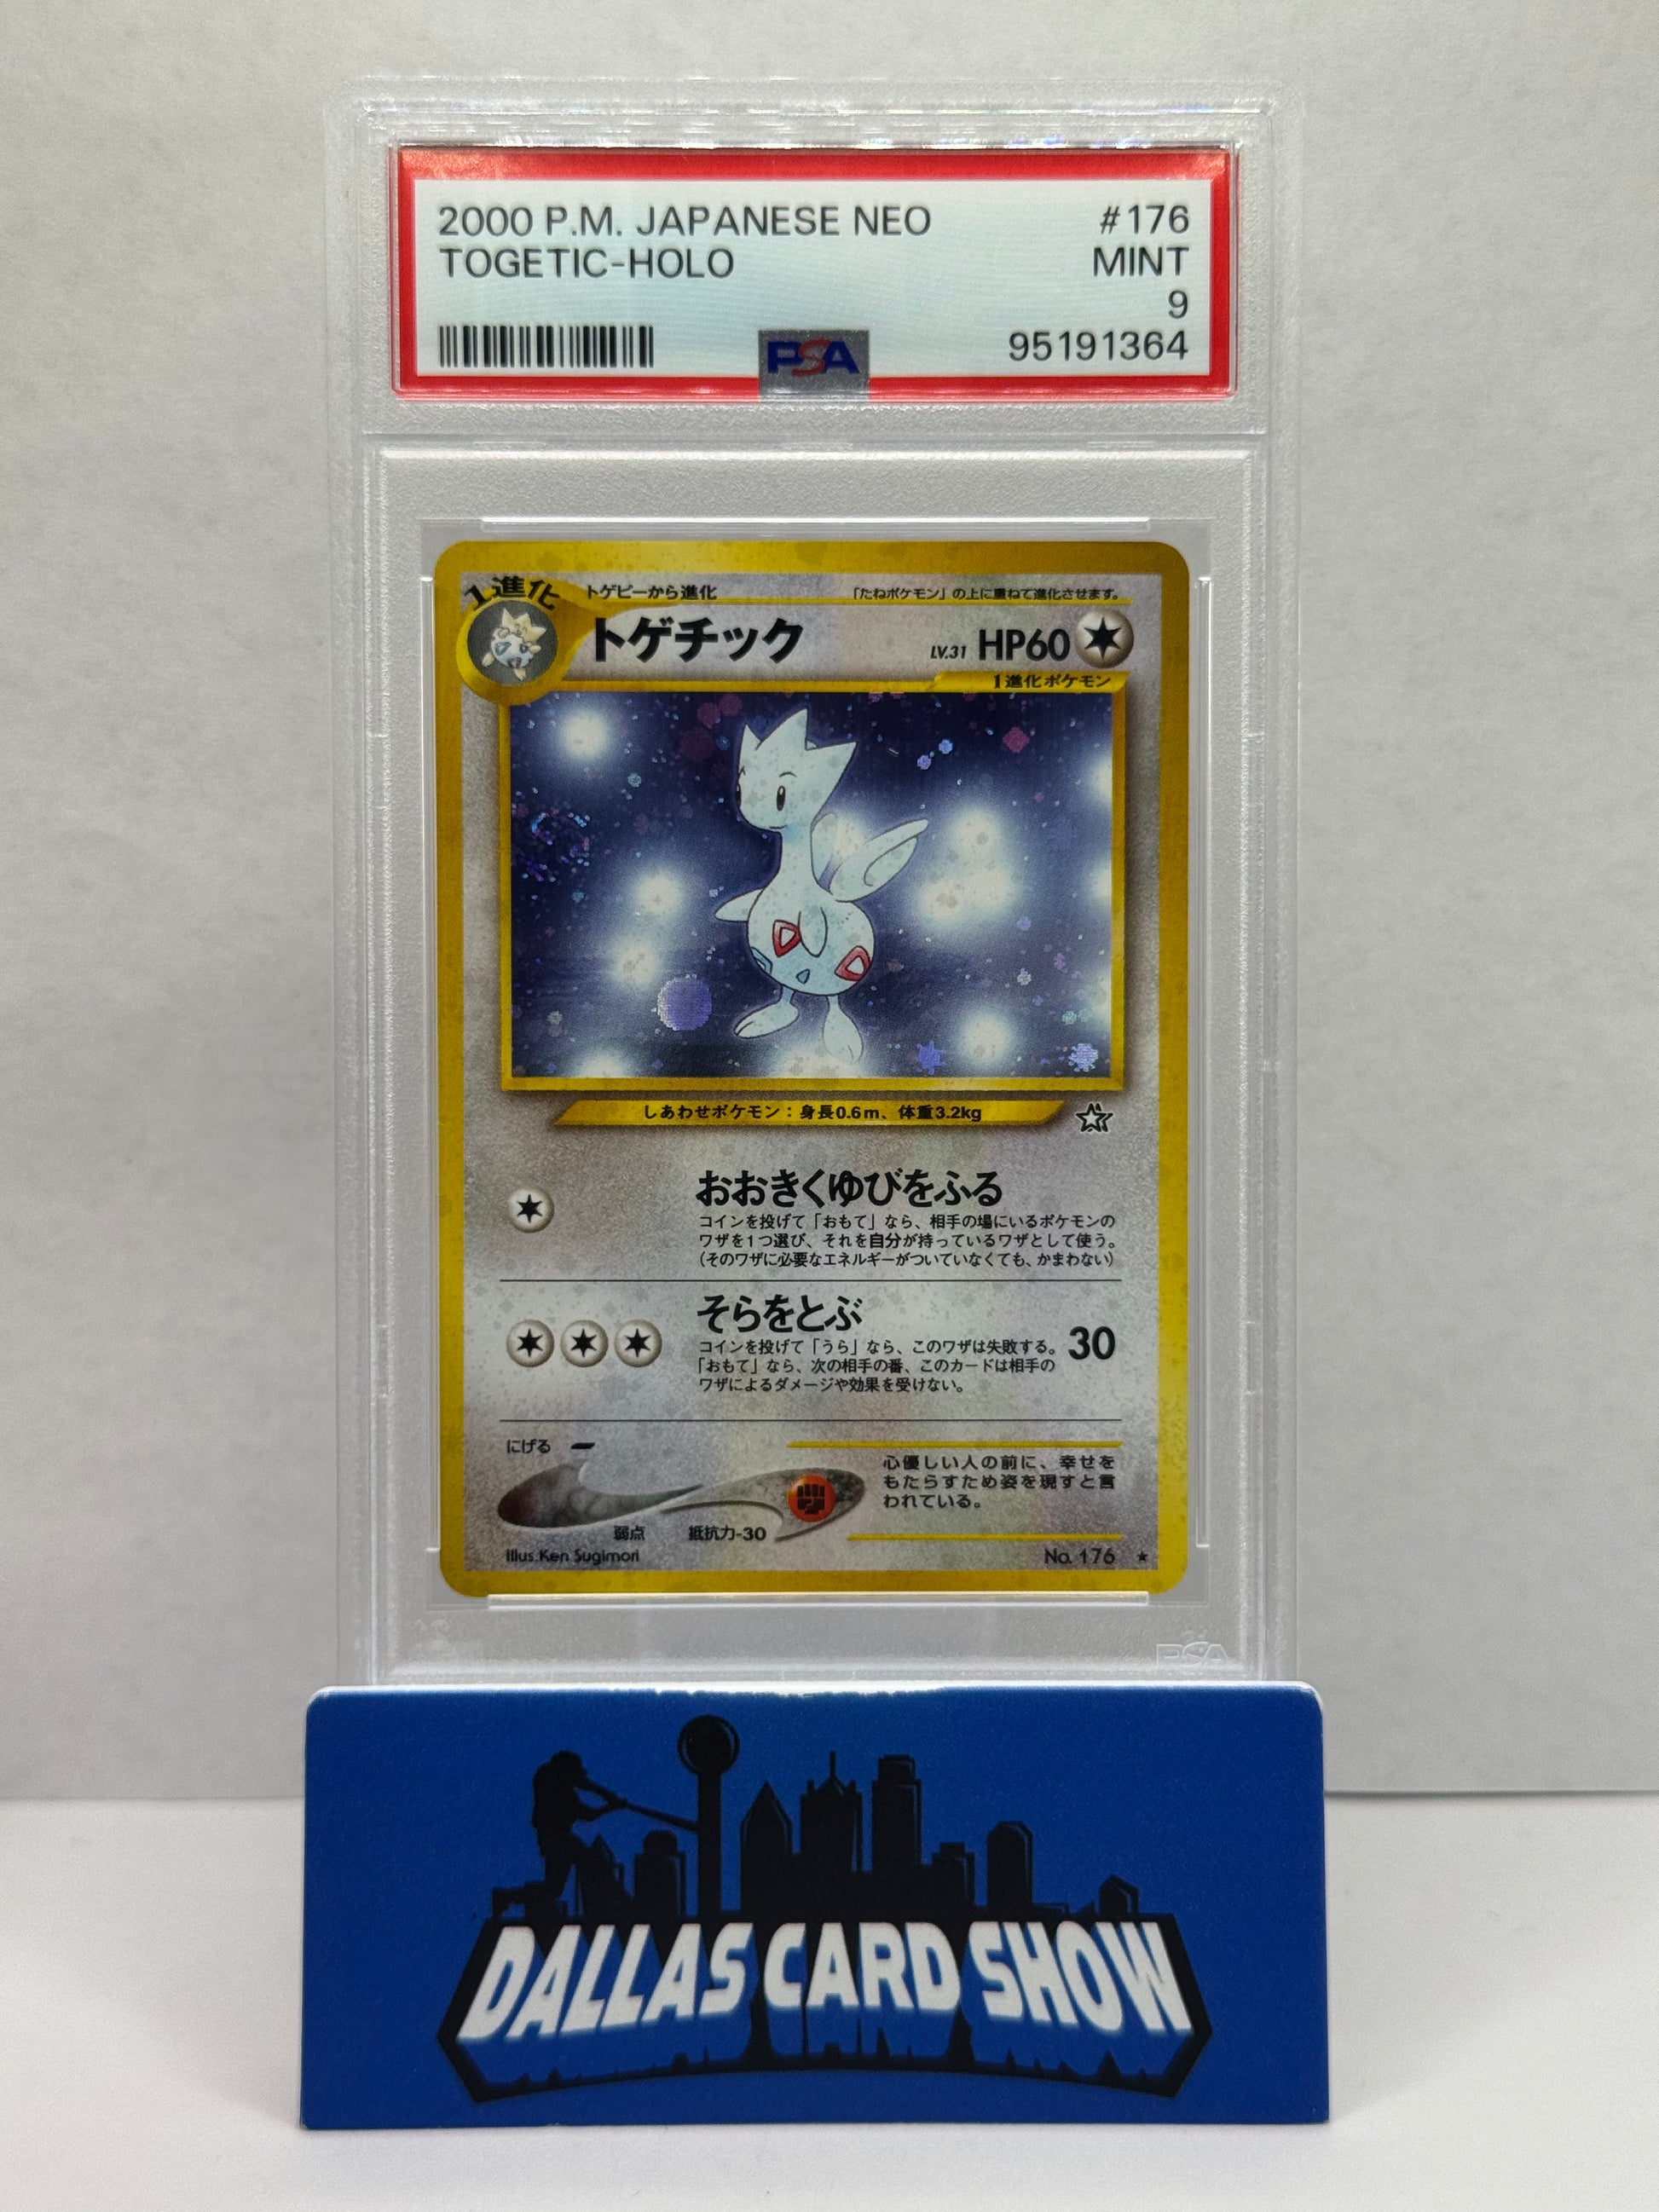 2000 P.M. JAPANESE NEO #176
TOGETIC-HOLO MINT
9
PSA 95191364
1進化
トゲピーから進化 「たねポケモン」の上に重ねて進化させます。
トゲチック LV.31 HP60
1進化ポケモン
しあわせポケモン：身長0.6m、体重3.2kg
おおきくゆびをふる
コインを投げて「おもて」なら、相手の場にいるポケモンの
ワザを1つ選び、それを自分が持っているワザとして使う。
（そのワザに必要なエネルギーがついていなくても、かまわない）
そらをとぶ
コインを投げて「うら」なら、このワザは失敗する。 30
「おもて」なら、次の相手の番、このカードは相手の
ワザによるダメージや効果を受けない。
にげる
心優しい人の前に、幸せを
もたらすため姿を現すと言
われている。
弱点 抵抗力-30
Illus. Ken Sugimori No. 176 ★
PSA
DALLAS CARD SHOW